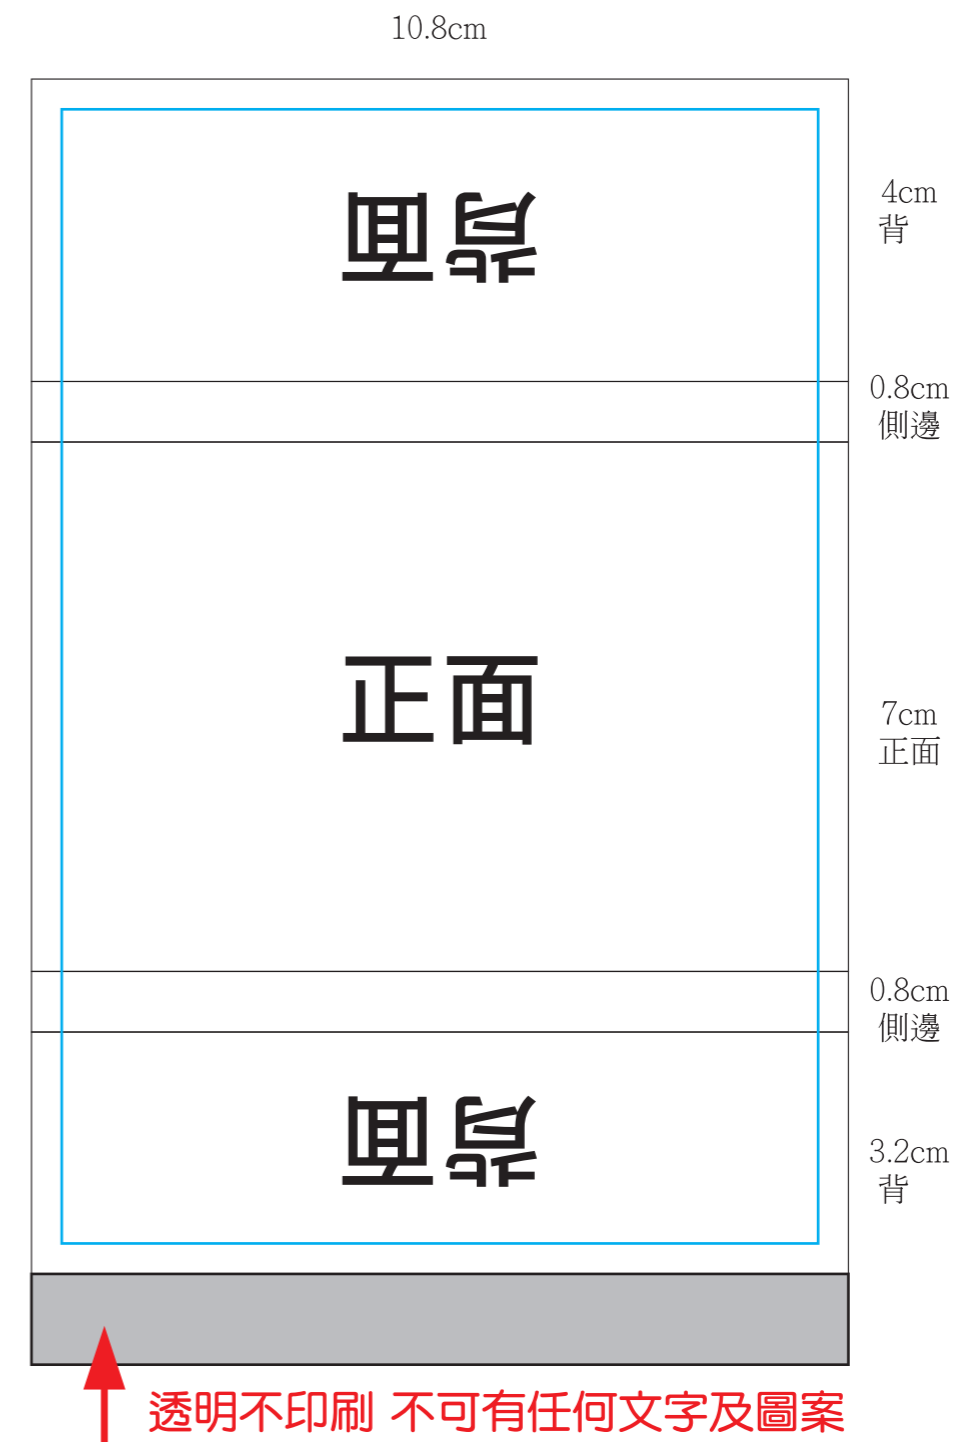 10.8cm
背面
4cm
背
0.8cm
側邊
正面
7cm
正面
0.8cm
側邊
背面
3.2cm
背
透明不印刷 不可有任何文字及圖案